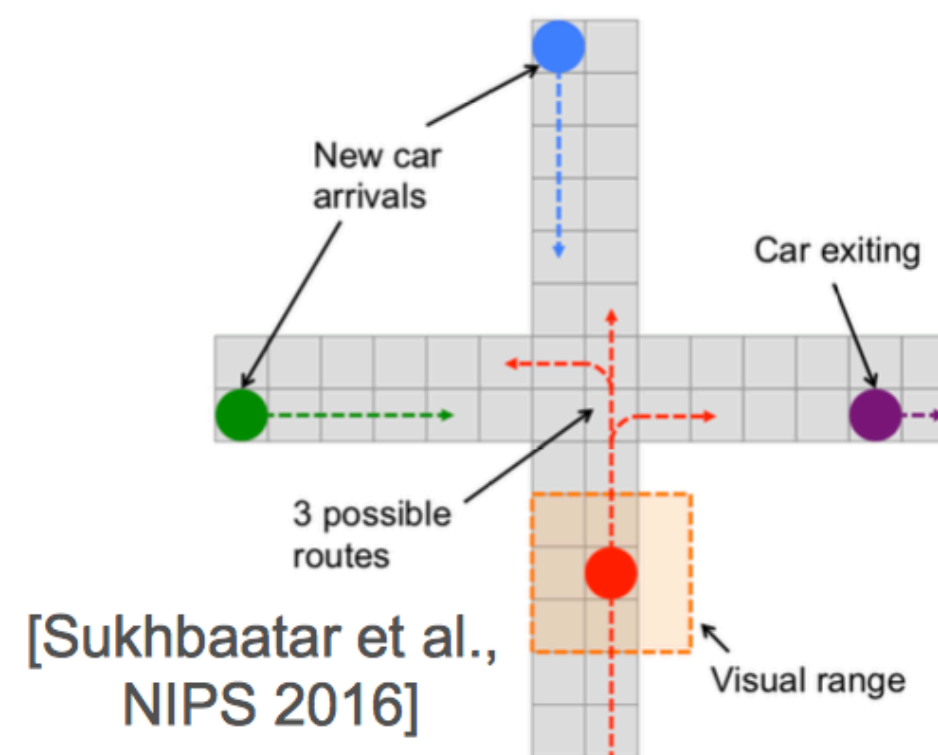 New car
arrivals
Car exiting
3 possible
routes
[Sukhbaatar et al.,
NIPS 2016]
Visual range